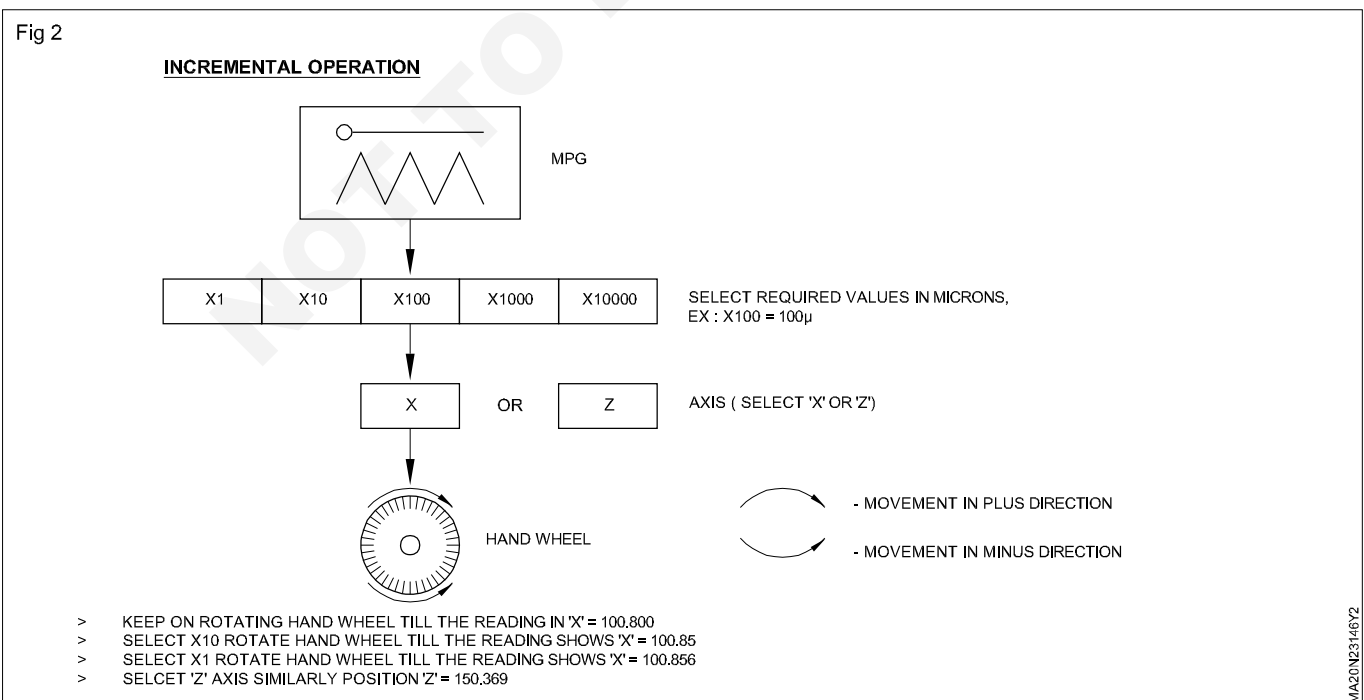 Fig 2
INCREMENTAL OPERATION
MPG
X1 X10 X100 X1000 X10000
SELECT REQUIRED VALUES IN MICRONS,
EX : X100 = 100µ
X OR Z AXIS ( SELECT 'X' OR 'Z')
HAND WHEEL
- MOVEMENT IN PLUS DIRECTION
- MOVEMENT IN MINUS DIRECTION
> KEEP ON ROTATING HAND WHEEL TILL THE READING IN 'X' = 100.800
> SELECT X10 ROTATE HAND WHEEL TILL THE READING SHOWS 'X' = 100.85
> SELECT X1 ROTATE HAND WHEEL TILL THE READING SHOWS 'X' = 100.856
> SELCET 'Z' AXIS SIMILARLY POSITION 'Z' = 150.369
MA20N23146Y2
NOT TO